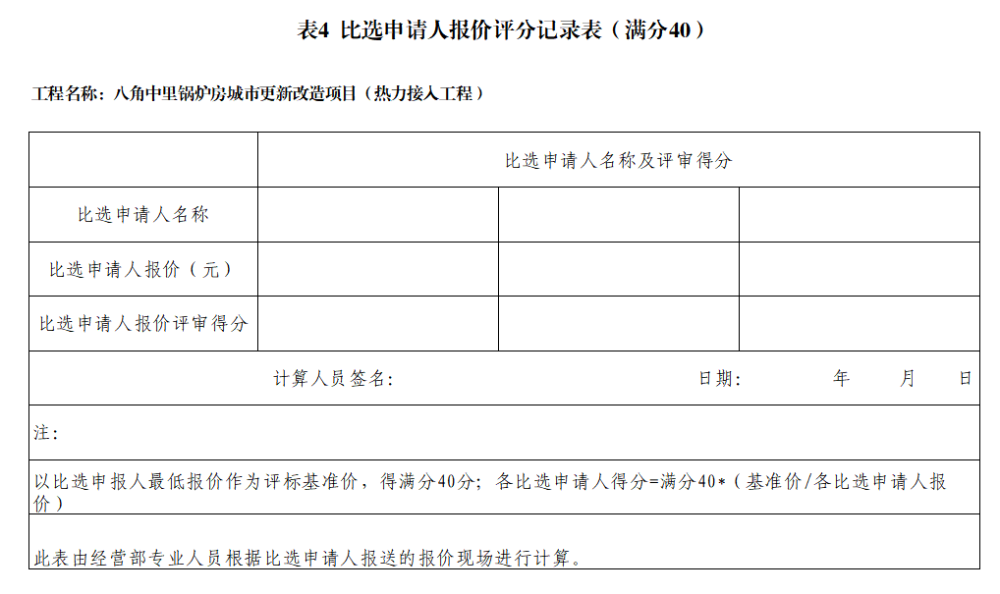 表4 比选申请人报价评分记录表（满分40）
工程名称：八角中里锅炉房城市更新改造项目（热力接入工程）
比选申请人名称及评审得分
比选申请人名称
比选申请人报价（元）
比选申请人报价评审得分
计算人员签名： 日期： 年 月 日
注：
以比选申报人最低报价作为评标基准价，得满分40分；各比选申请人得分=满分40*（基准价/各比选申请人报
价）
此表由经营部专业人员根据比选申请人报送的报价现场进行计算。